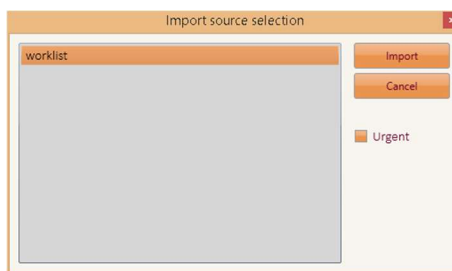 Import source selection
worklist
Import
Cancel
Urgent